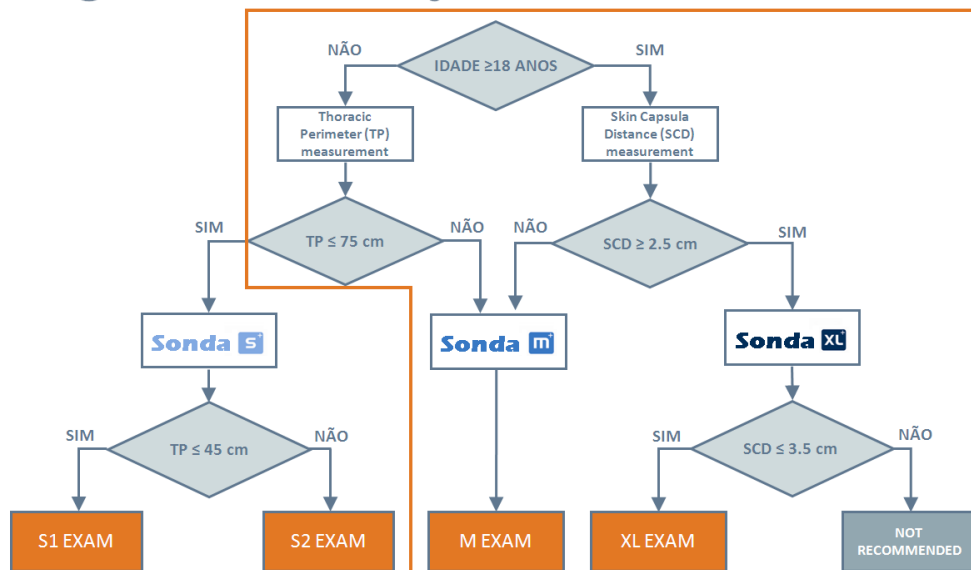 NÃO
SIM
IDADE ≥18 ANOS
Thoracic
Perimeter (TP)
measurement
Skin Capsula
Distance (SCD)
measurement
SIM
TP ≤ 75 cm
NÃO
NÃO
SCD ≥ 2.5 cm
SIM
Sonda S+
Sonda m+
Sonda XL+
SIM
TP ≤ 45 cm
NÃO
SIM
SCD ≤ 3.5 cm
NÃO
S1 EXAM
S2 EXAM
M EXAM
XL EXAM
NOT
RECOMMENDED